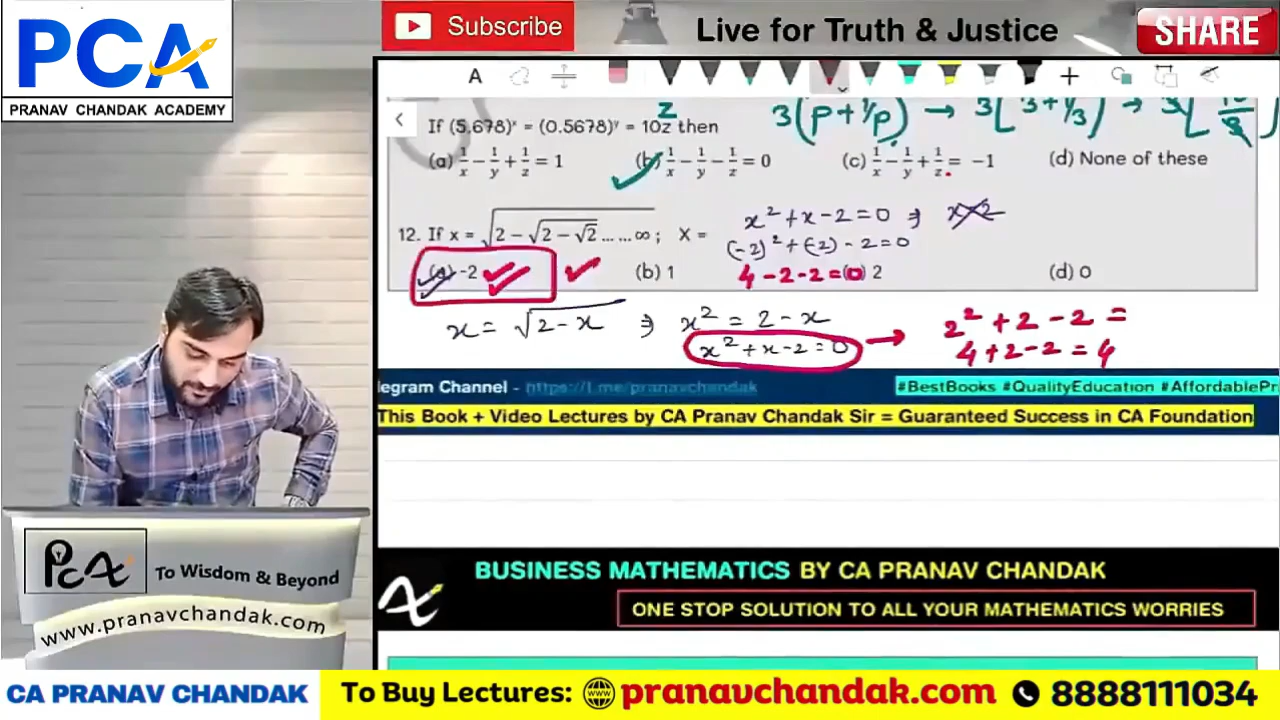 PCA
PRANAV CHANDAK ACADEMY
Subscribe
Live for Truth & Justice
SHARE
A
z
3(p + 1/p) → 3[3 + 1/3] →
If (5.678)ˣ = (0.5678)ʸ = 10z then
(a) 1/x − 1/y + 1/z = 1
(b) 1/x − 1/y − 1/z = 0
(c) 1/x − 1/y + 1/z = −1
(d) None of these
x² + x − 2 = 0 ⇒
12. If x = √2 − √2 − √2 ... ... ∞ ; X =
(−2)² + (−2) − 2 = 0
(a) -2
(b) 1
4 − 2 − 2 = 0
2
(d) 0
x = √2 − x ⇒ x² = 2 − x
2² + 2 − 2 =
x² + x − 2 = 0 →
4 + 2 − 2 = 4
legram Channel - https://t.me/pranavchandak
#BestBooks #QualityEducation #AffordablePr
This Book + Video Lectures by CA Pranav Chandak Sir = Guaranteed Success in CA Foundation
PCA To Wisdom & Beyond
www.pranavchandak.com
BUSINESS MATHEMATICS BY CA PRANAV CHANDAK
ONE STOP SOLUTION TO ALL YOUR MATHEMATICS WORRIES
CA PRANAV CHANDAK
To Buy Lectures: pranavchandak.com 8888111034